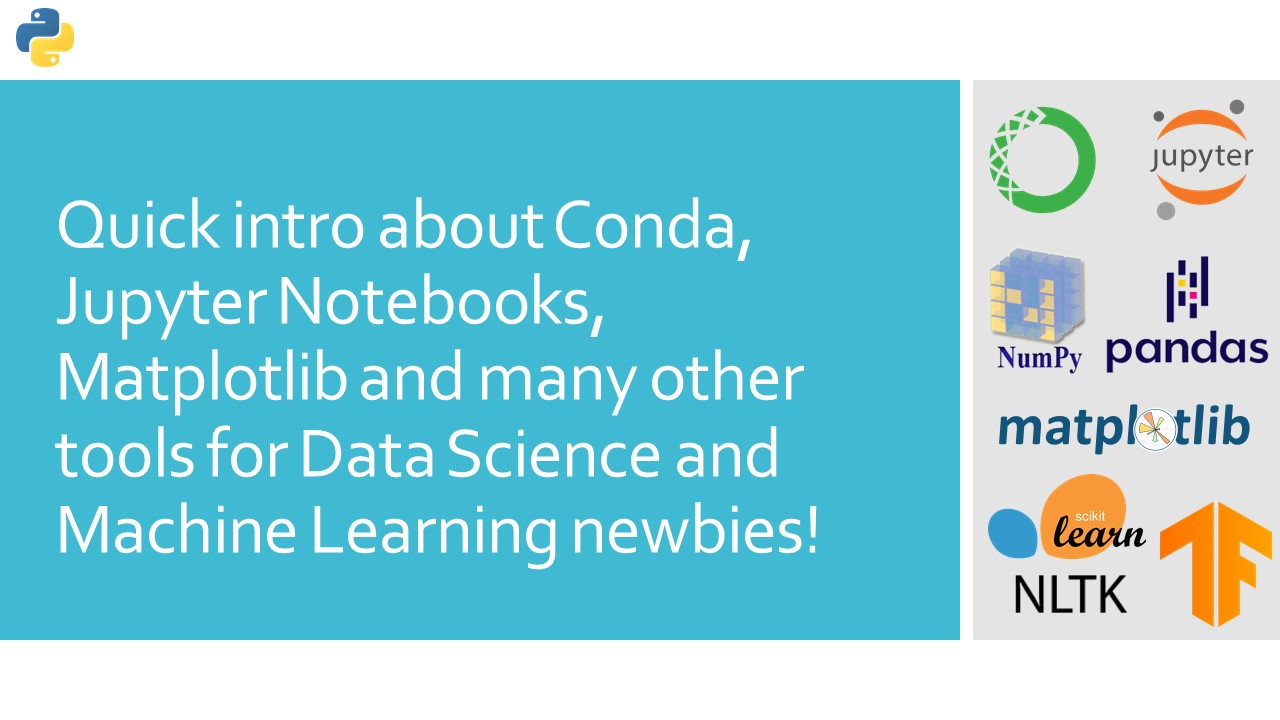 Quick intro about Conda,
Jupyter Notebooks,
Matplotlib and many other
tools for Data Science and
Machine Learning newbies!
jupyter
NumPy
pandas
matplotlib
scikit
learn
NLTK